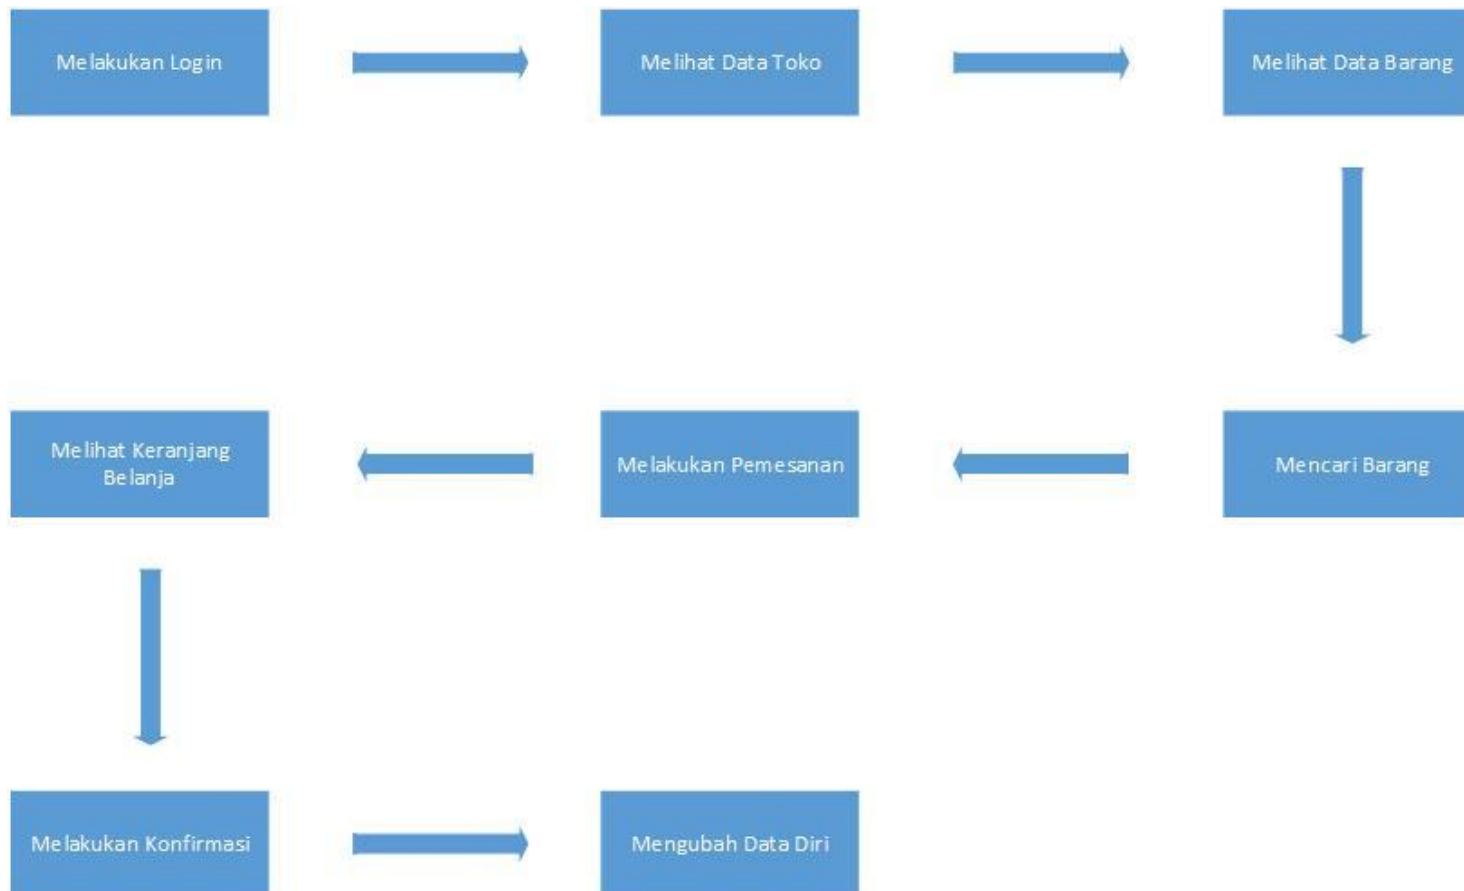 Melakukan Login
Melihat Data Toko
Melihat Data Barang
Mencari Barang
Melakukan Pemesanan
Melihat Keranjang
Belanja
Melakukan Konfirmasi
Mengubah Data Diri